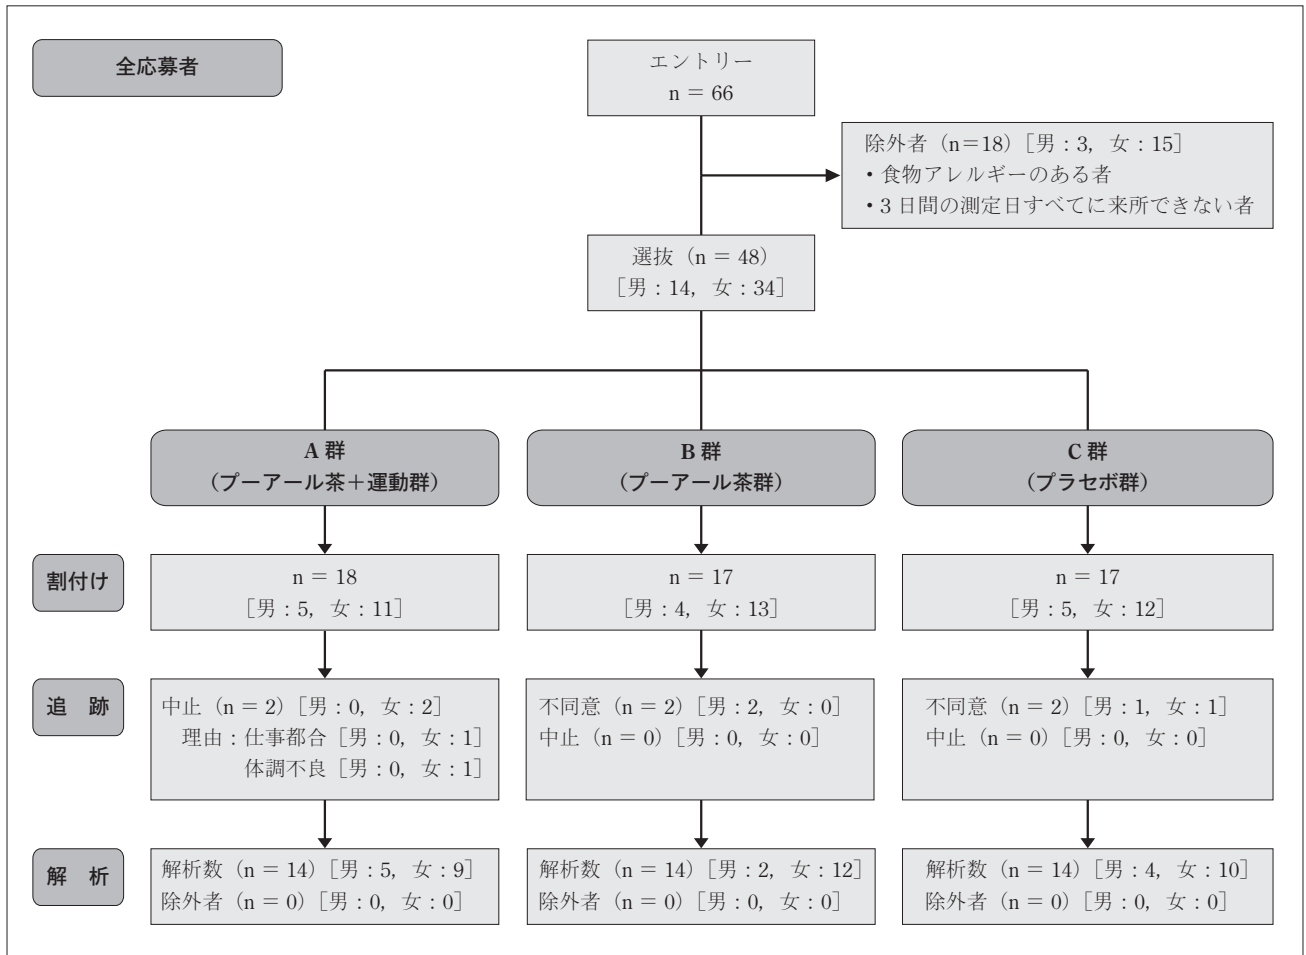 全応募者
エントリー
n = 66
除外者（n＝18）［男：3, 女：15］
・食物アレルギーのある者
・3日間の測定日すべてに来所できない者
選抜（n = 48）
［男：14, 女：34］
A 群
（プーアール茶＋運動群）
B 群
（プーアール茶群）
C 群
（プラセボ群）
割付け
n = 18
［男：5, 女：11］
n = 17
［男：4, 女：13］
n = 17
［男：5, 女：12］
追　跡
中止（n = 2）［男：0, 女：2］
理由：仕事都合［男：0, 女：1］
体調不良［男：0, 女：1］
不同意（n = 2）［男：2, 女：0］
中止（n = 0）［男：0, 女：0］
不同意（n = 2）［男：1, 女：1］
中止（n = 0）［男：0, 女：0］
解　析
解析数（n = 14）［男：5, 女：9］
除外者（n = 0）［男：0, 女：0］
解析数（n = 14）［男：2, 女：12］
除外者（n = 0）［男：0, 女：0］
解析数（n = 14）［男：4, 女：10］
除外者（n = 0）［男：0, 女：0］